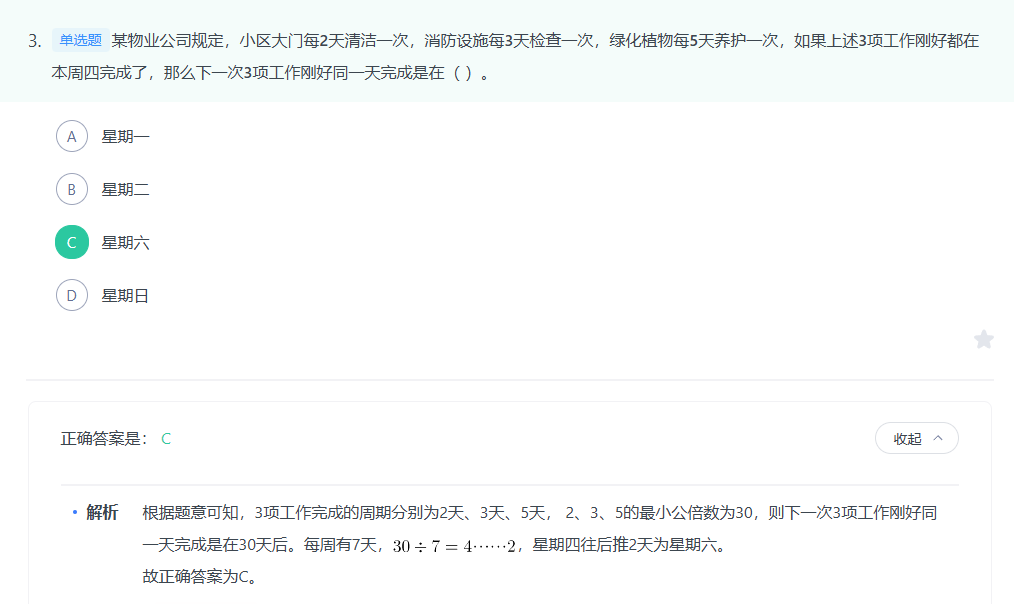 3. 单选题 某物业公司规定，小区大门每2天清洁一次，消防设施每3天检查一次，绿化植物每5天养护一次，如果上述3项工作刚好都在
本周四完成了，那么下一次3项工作刚好同一天完成是在（ ）。
A 星期一
B 星期二
C 星期六
D 星期日
正确答案是： C
收起
解析 根据题意可知，3项工作完成的周期分别为2天、3天、5天， 2、3、5的最小公倍数为30，则下一次3项工作刚好同
一天完成是在30天后。每周有7天，30÷7=4……2，星期四往后推2天为星期六。
故正确答案为C。